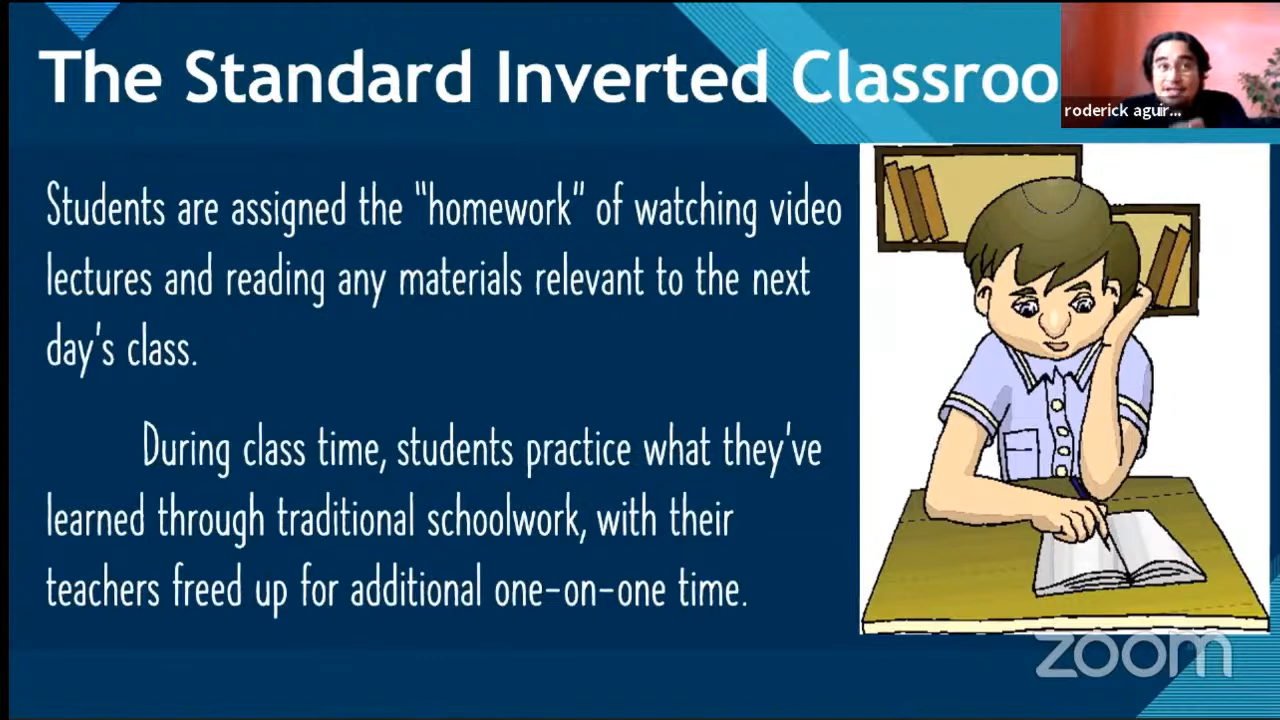 The Standard Inverted Classroo
roderick aguir...
Students are assigned the “homework” of watching video
lectures and reading any materials relevant to the next
day’s class.
During class time, students practice what they’ve
learned through traditional schoolwork, with their
teachers freed up for additional one-on-one time.
zoom